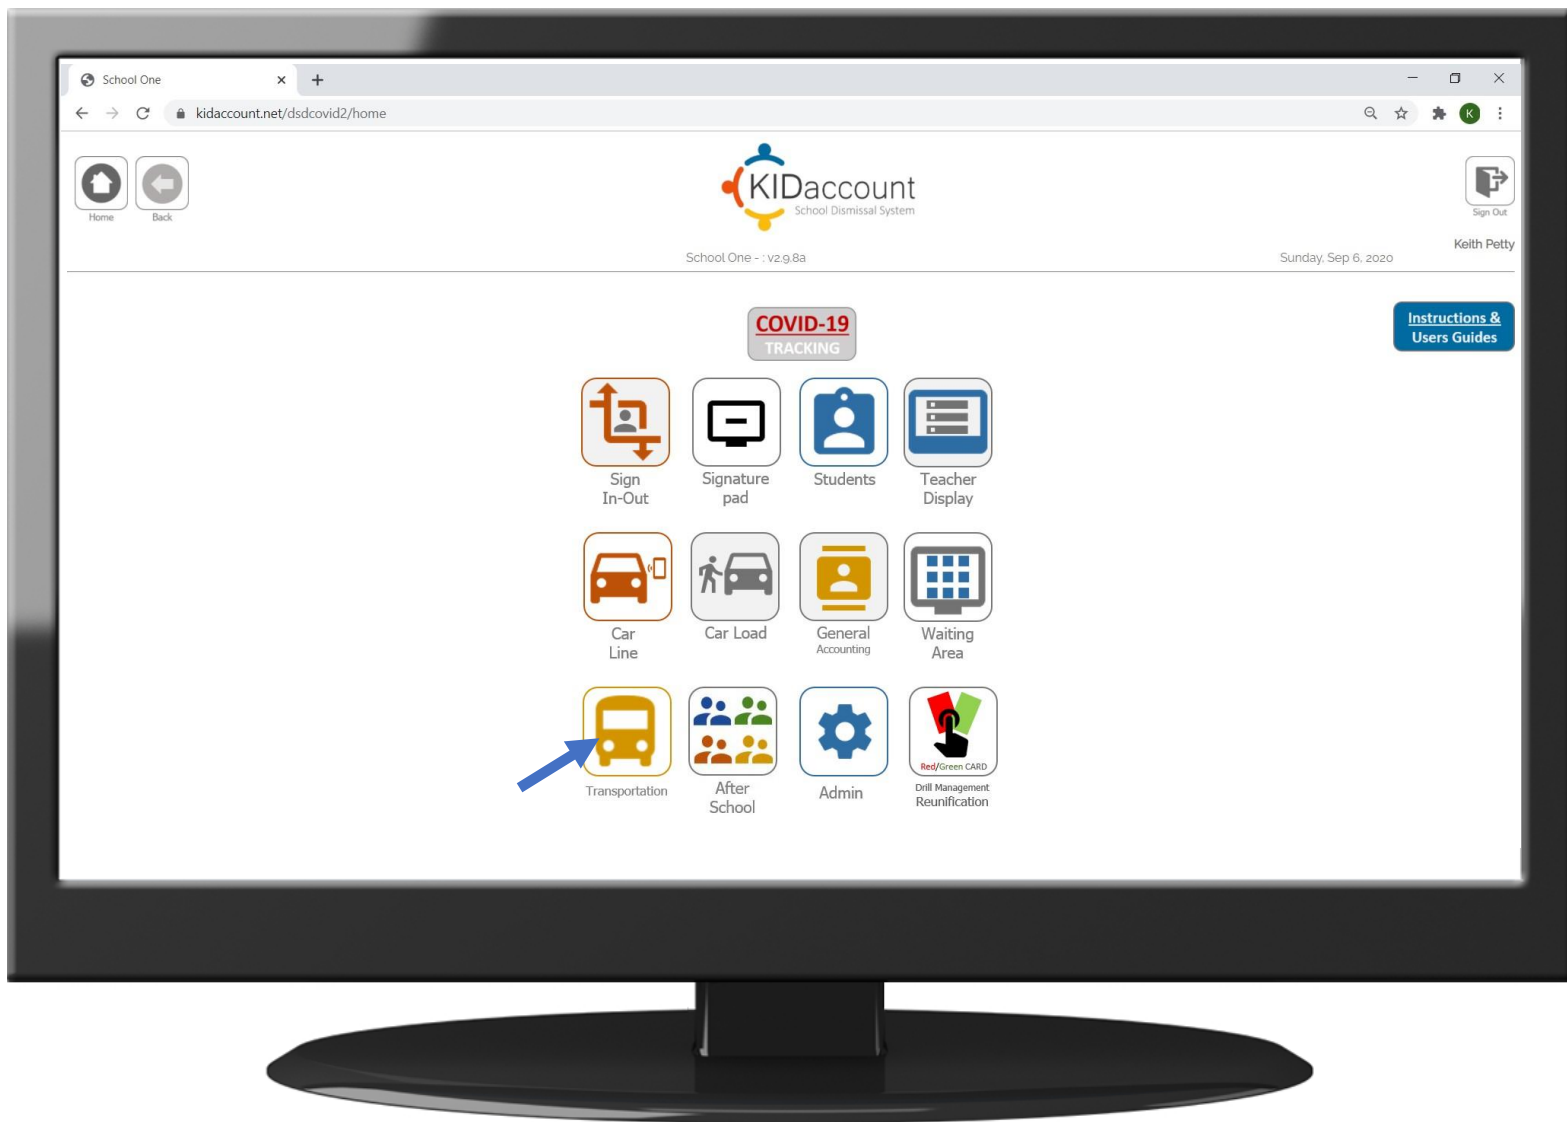 School One
kidaccount.net/dsdcovid2/home
K
Home
Back
KIDaccount
School Dismissal System
Sign Out
Keith Petty
School One - : v2.9.8a
Sunday, Sep 6, 2020
COVID-19
TRACKING
Instructions &
Users Guides
Sign
In-Out
Signature
pad
Students
Teacher
Display
Car
Line
Car Load
General
Accounting
Waiting
Area
Transportation
After
School
Admin
Red/Green CARD
Drill Management
Reunification